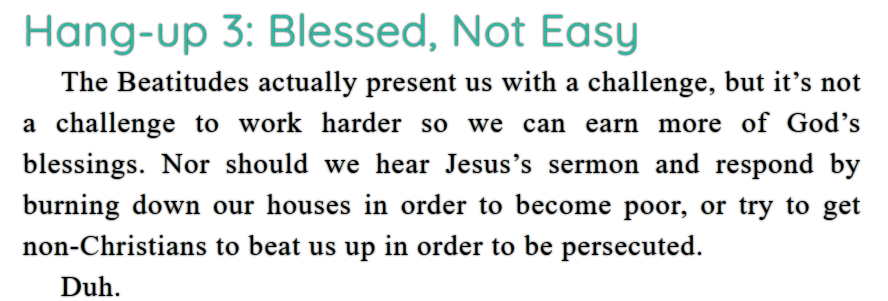 Hang-up 3: Blessed, Not Easy
The Beatitudes actually present us with a challenge, but it’s not
a challenge to work harder so we can earn more of God’s
blessings. Nor should we hear Jesus’s sermon and respond by
burning down our houses in order to become poor, or try to get
non-Christians to beat us up in order to be persecuted.
Duh.